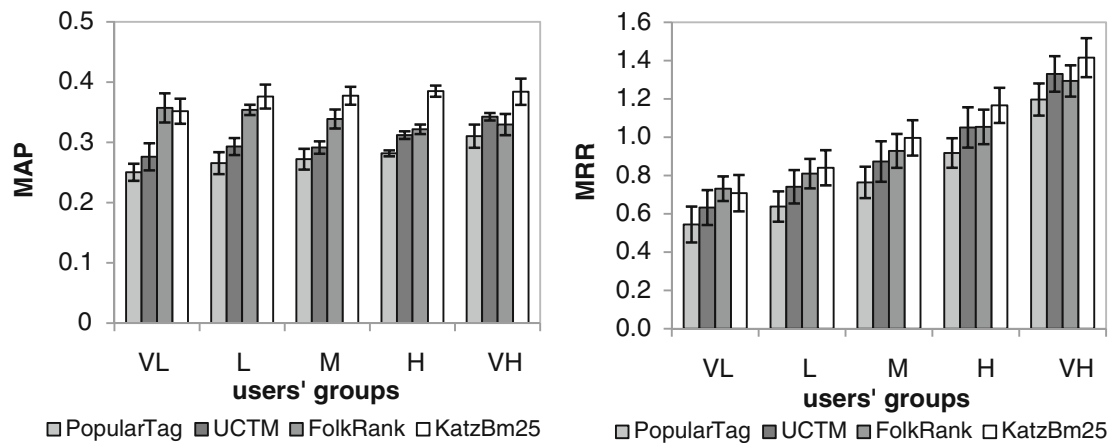 0.5
0.4
0.3
0.2
0.1
0
MAP
VL L M H VH
users' groups
PopularTag UCTM FolkRank KatzBm25
1.6
1.4
1.2
1.0
0.8
0.6
0.4
0.2
0.0
MRR
VL L M H VH
users' groups
PopularTag UCTM FolkRank KatzBm25